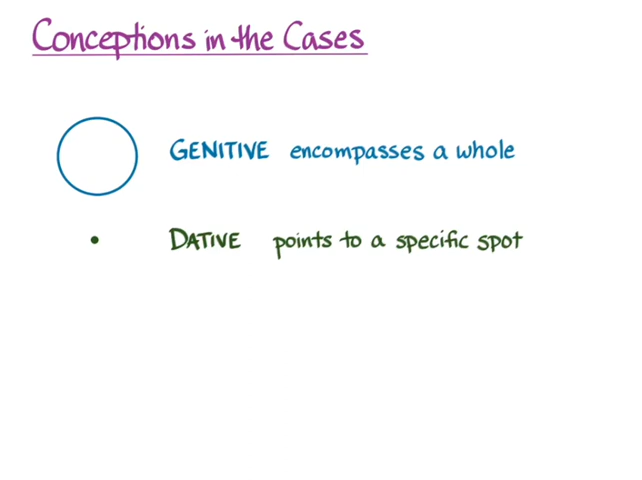 Conceptions in the Cases
GENITIVE encompasses a whole
DATIVE points to a specific spot